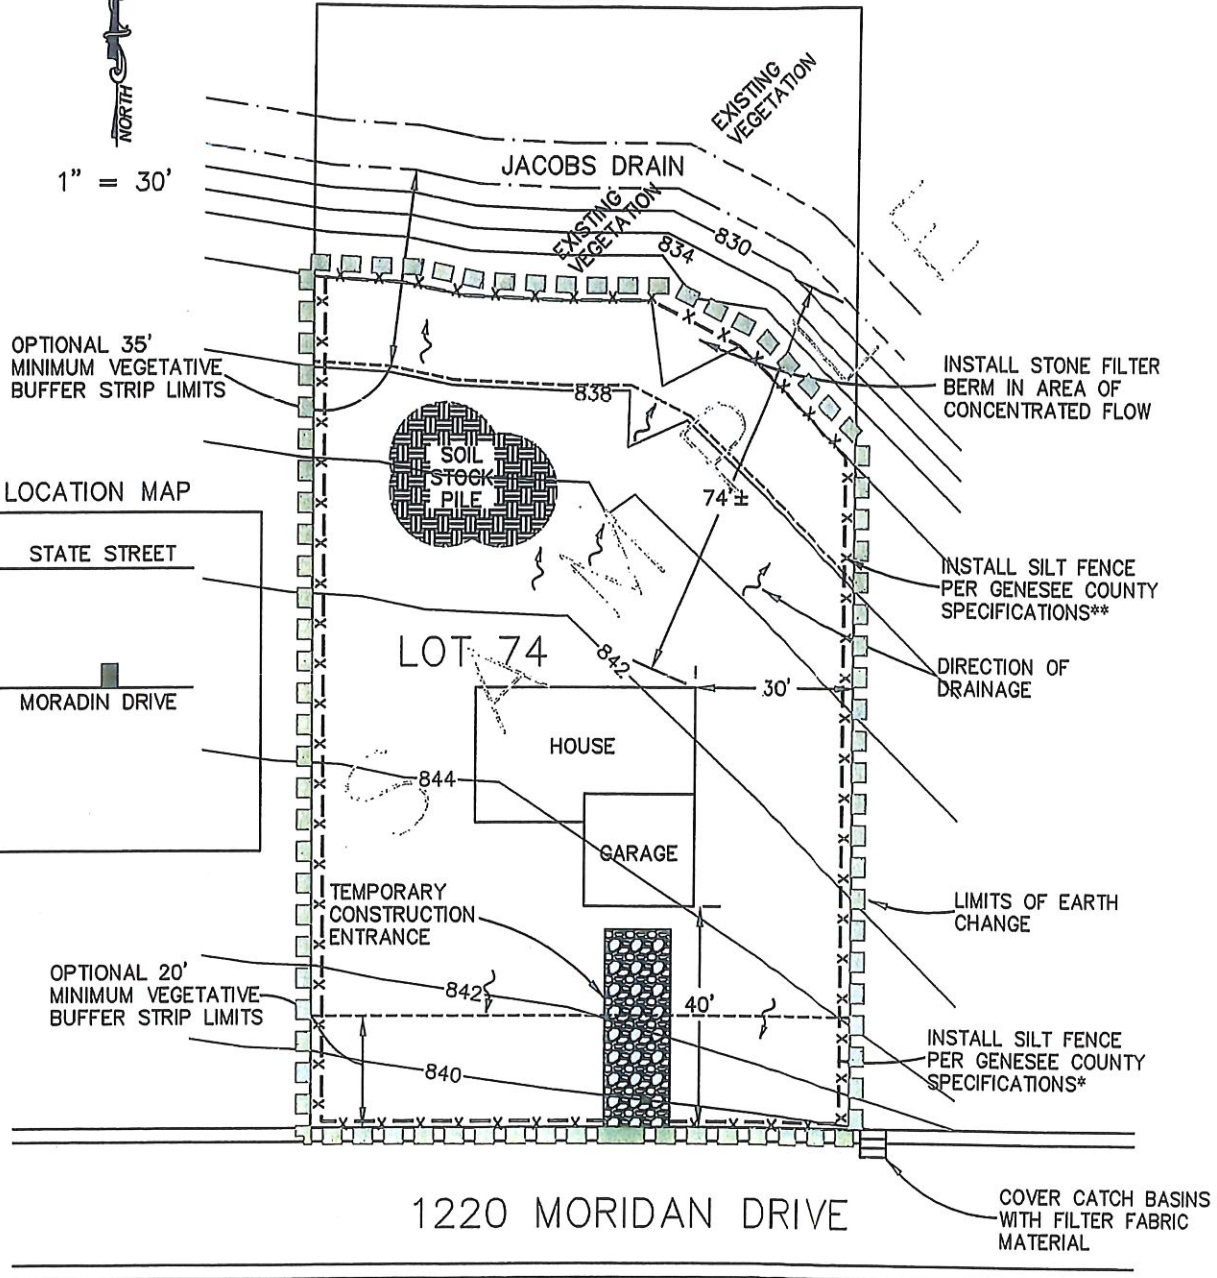 NORTH
1" = 30'
EXISTING
VEGETATION
JACOBS DRAIN
EXISTING
VEGETATION
830
834
OPTIONAL 35'
MINIMUM VEGETATIVE
BUFFER STRIP LIMITS
INSTALL STONE FILTER
BERM IN AREA OF
CONCENTRATED FLOW
838
SOIL
STOCK
PILE
LOCATION MAP
STATE STREET
MORADIN DRIVE
74'±
INSTALL SILT FENCE
PER GENESEE COUNTY
SPECIFICATIONS**
LOT 74
842
DIRECTION OF
DRAINAGE
30'
HOUSE
844
GARAGE
SAMPLE
TEMPORARY
CONSTRUCTION
ENTRANCE
LIMITS OF EARTH
CHANGE
OPTIONAL 20'
MINIMUM VEGETATIVE
BUFFER STRIP LIMITS
842
40'
840
INSTALL SILT FENCE
PER GENESEE COUNTY
SPECIFICATIONS*
1220 MORIDAN DRIVE
COVER CATCH BASINS
WITH FILTER FABRIC
MATERIAL